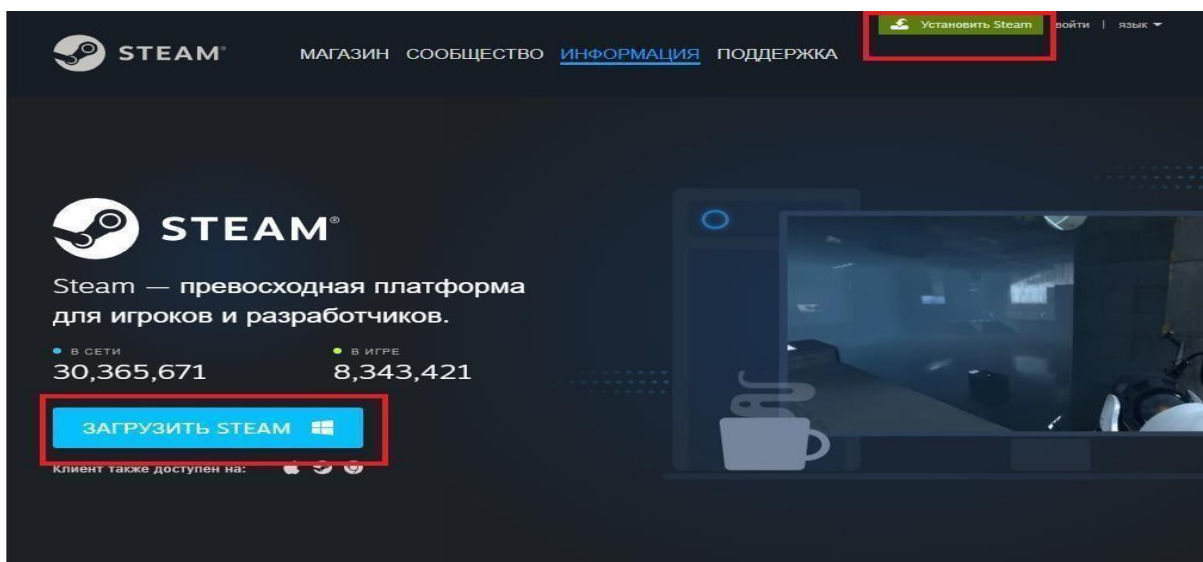 Установить Steam
войти | язык
STEAM®
МАГАЗИН СООБЩЕСТВО ИНФОРМАЦИЯ ПОДДЕРЖКА
STEAM®
Steam — превосходная платформа
для игроков и разработчиков.
В СЕТИ
В ИГРЕ
30,365,671
8,343,421
ЗАГРУЗИТЬ STEAM
Клиент также доступен на: